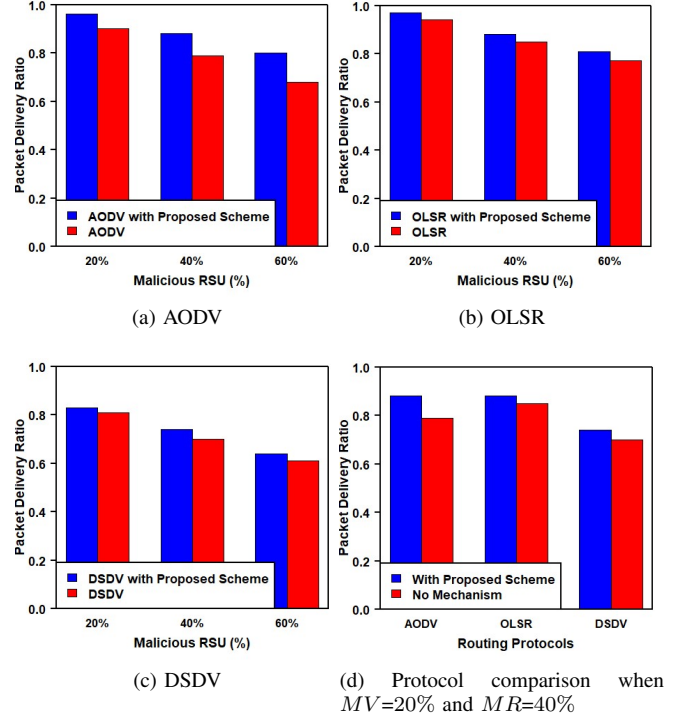 Packet Delivery Ratio
1.0
0.8
0.6
0.4
0.2
0.0
AODV with Proposed Scheme
AODV
20%
40%
60%
Malicious RSU (%)
(a) AODV
Packet Delivery Ratio
1.0
0.8
0.6
0.4
0.2
0.0
OLSR with Proposed Scheme
OLSR
20%
40%
60%
Malicious RSU (%)
(b) OLSR
Packet Delivery Ratio
1.0
0.8
0.6
0.4
0.2
0.0
DSDV with Proposed Scheme
DSDV
20%
40%
60%
Malicious RSU (%)
(c) DSDV
Packet Delivery Ratio
1.0
0.8
0.6
0.4
0.2
0.0
With Proposed Scheme
No Mechanism
AODV
OLSR
DSDV
Routing Protocols
(d) Protocol comparison when
MV=20% and MR=40%